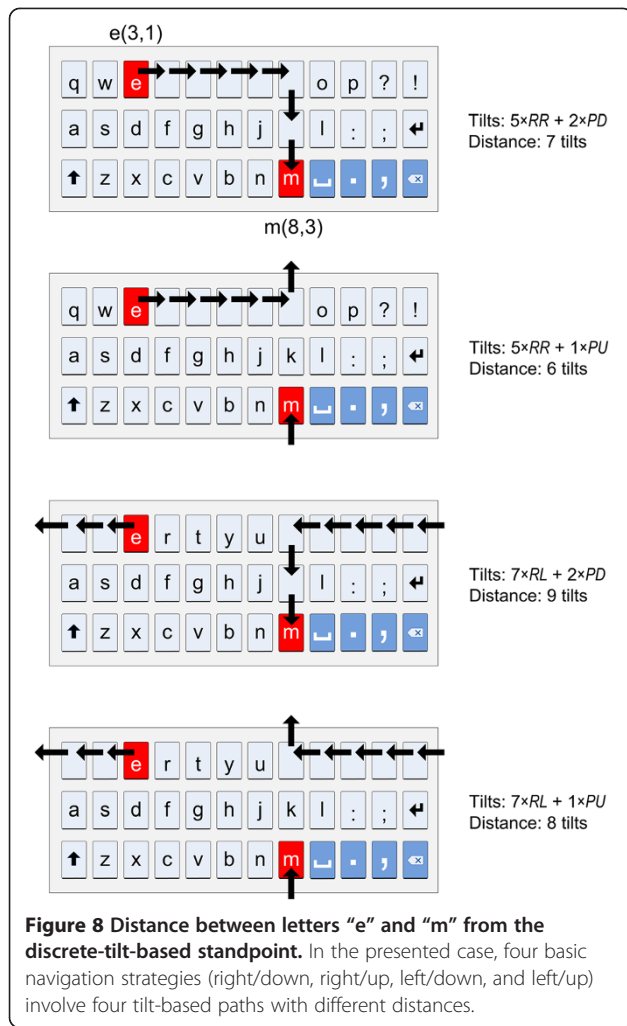 e(3,1)
q w e o p ? !
a s d f g h j l : ; ↵
⬆ z x c v b n m ⎵ . , ⌫
Tilts: 5×RR + 2×PD
Distance: 7 tilts
m(8,3)
q w e o p ? !
a s d f g h j k l : ; ↵
⬆ z x c v b n m ⎵ . , ⌫
Tilts: 5×RR + 1×PU
Distance: 6 tilts
e r t y u
a s d f g h j l : ; ↵
⬆ z x c v b n m ⎵ . , ⌫
Tilts: 7×RL + 2×PD
Distance: 9 tilts
e r t y u
a s d f g h j k l : ; ↵
⬆ z x c v b n m ⎵ . , ⌫
Tilts: 7×RL + 1×PU
Distance: 8 tilts
Figure 8 Distance between letters “e” and “m” from the
discrete-tilt-based standpoint. In the presented case, four basic
navigation strategies (right/down, right/up, left/down, and left/up)
involve four tilt-based paths with different distances.